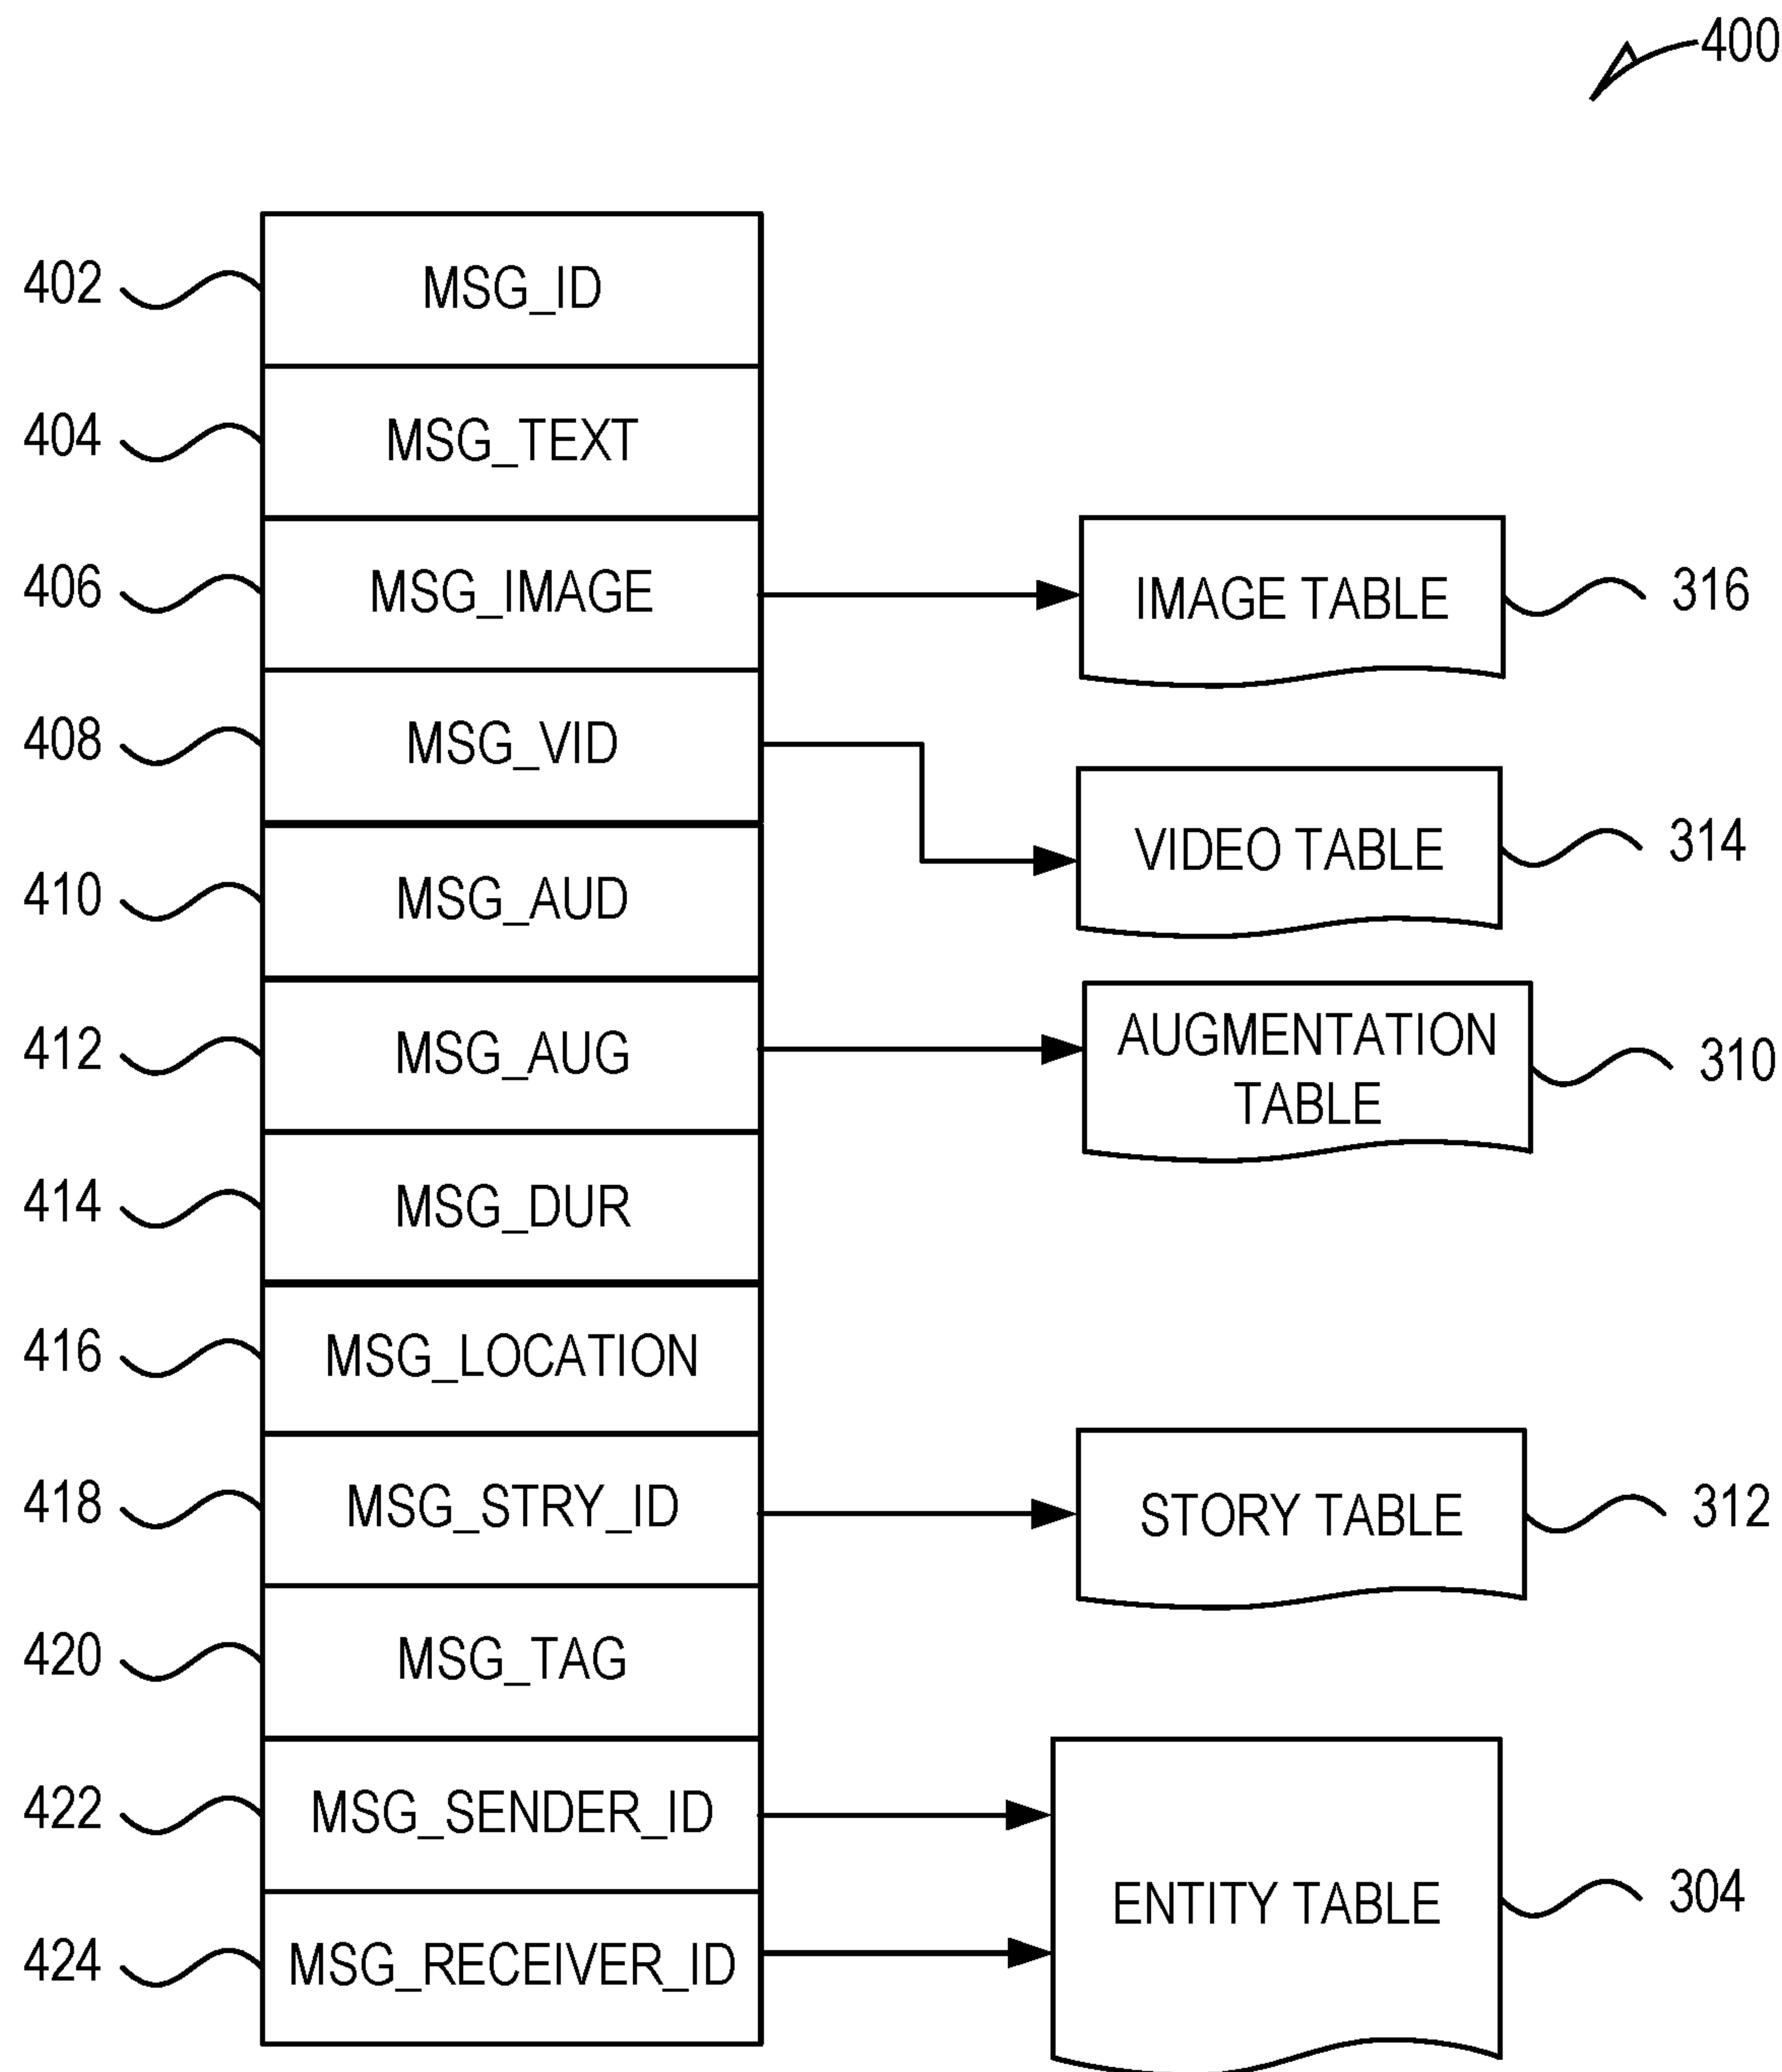 400
402 MSG_ID
404 MSG_TEXT
406 MSG_IMAGE IMAGE TABLE 316
408 MSG_VID
VIDEO TABLE 314
410 MSG_AUD
412 MSG_AUG AUGMENTATION
TABLE 310
414 MSG_DUR
416 MSG_LOCATION
418 MSG_STRY_ID STORY TABLE 312
420 MSG_TAG
422 MSG_SENDER_ID
ENTITY TABLE 304
424 MSG_RECEIVER_ID